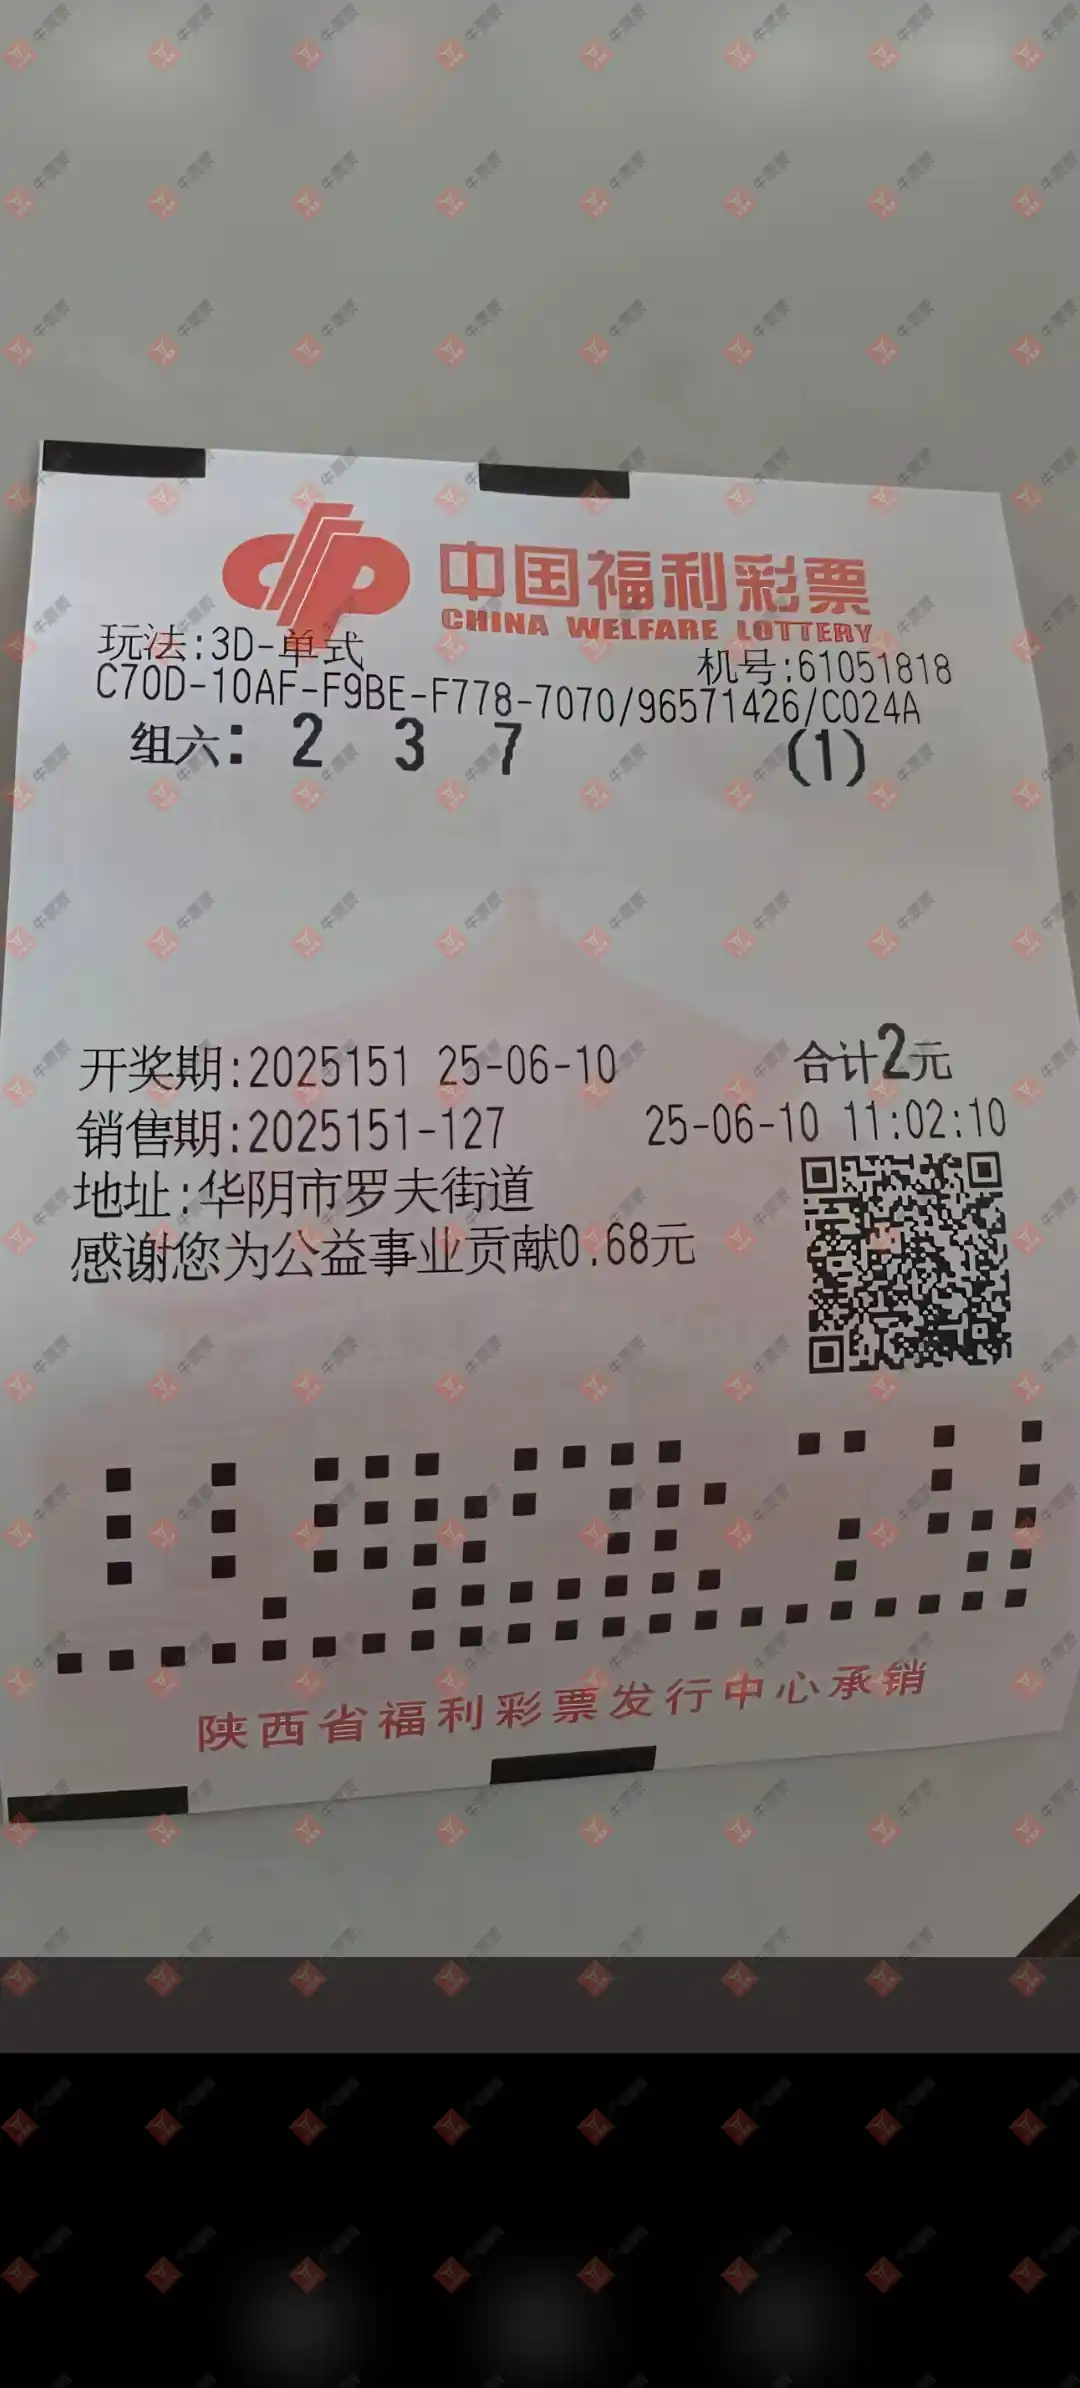 中国福利彩票
CHINA WELFARE LOTTERY
玩法:3D-单式
机号:61051818
C70D-10AF-F9BE-F778-7070/96571426/C024A
组六: 2 3 7 (1)
开奖期:2025151 25-06-10 合计2元
销售期:2025151-127 25-06-10 11:02:10
地址:华阴市罗夫街道
感谢您为公益事业贡献0.68元
陕西省福利彩票发行中心承销